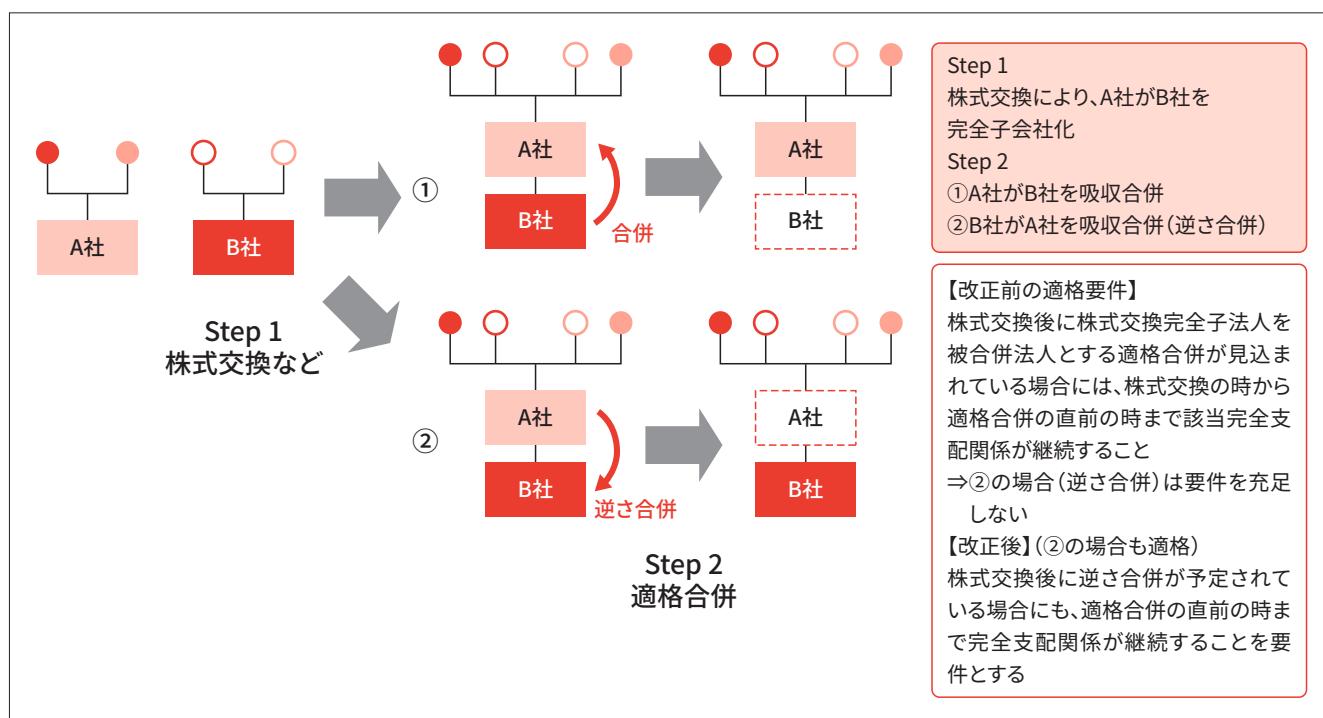 A社
B社
Step 1
株式交換など
①
A社
B社
合併
A社
B社
②
A社
B社
逆さ合併
A社
B社
Step 2
適格合併
Step 1
株式交換により、A社がB社を
完全子会社化
Step 2
①A社がB社を吸収合併
②B社がA社を吸収合併(逆さ合併)
【改正前の適格要件】
株式交換後に株式交換完全子法人を
被合併法人とする適格合併が見込ま
れている場合には、株式交換の時から
適格合併の直前の時まで該当完全支
配関係が継続すること
⇒②の場合(逆さ合併)は要件を充足
しない
【改正後】(②の場合も適格)
株式交換後に逆さ合併が予定されて
いる場合にも、適格合併の直前の時ま
で完全支配関係が継続することを要
件とする